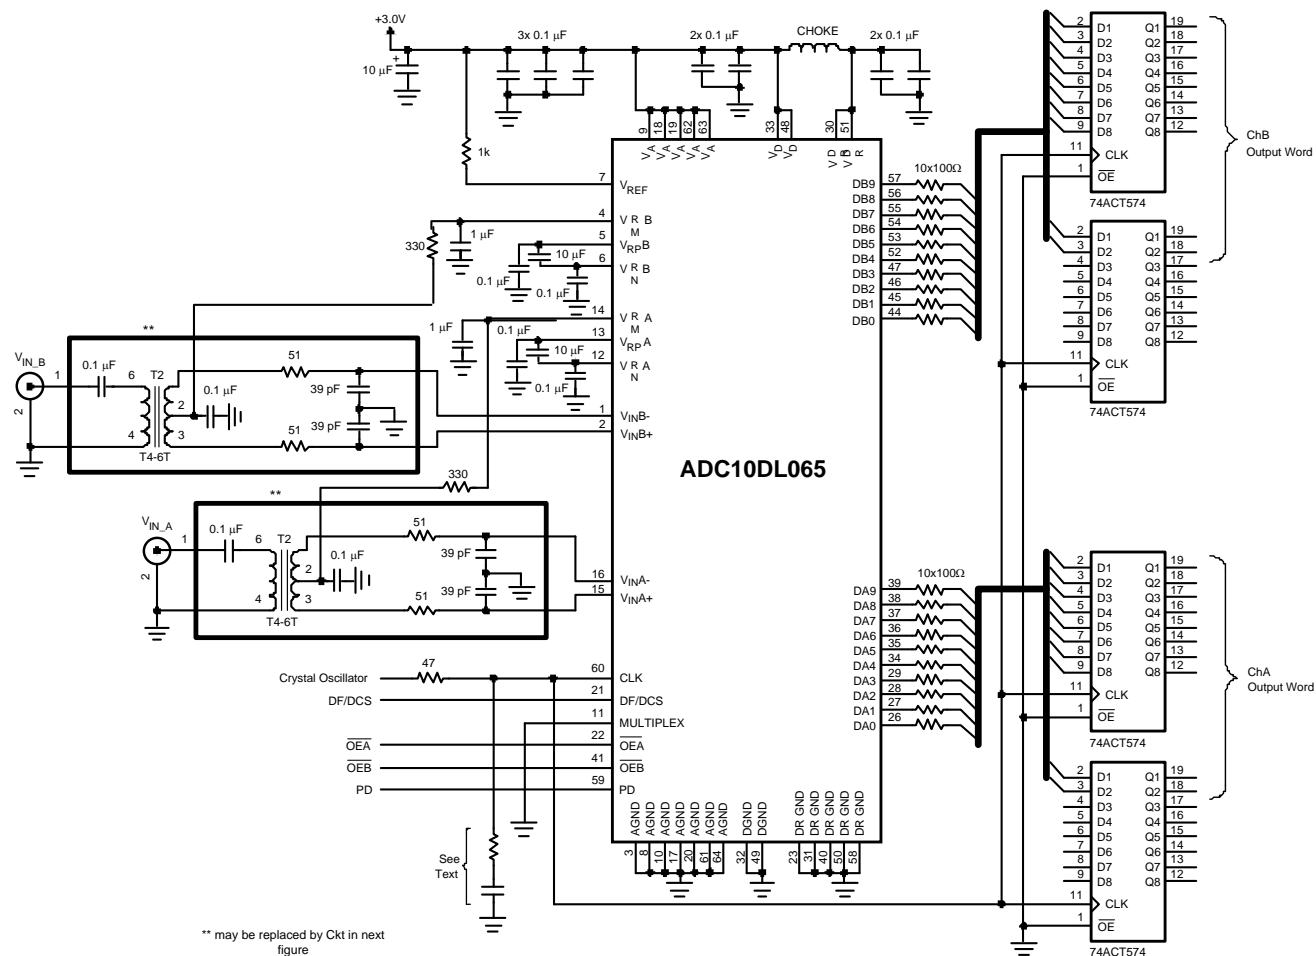 +3.0V
10 µF
+
3x 0.1 µF
2x 0.1 µF
CHOKE
2x 0.1 µF
1k
9 18 19 62 63
VA VA VA VA VA
33 48
VD VD
30 51
VD VD
R
R
7 VREF
4 VRMB
5 VRPB
6 VRNB
14 VRMA
13 VRPA
12 VRNA
330
1 µF
0.1 µF
10 µF
0.1 µF
1 µF
0.1 µF
10 µF
0.1 µF
**
VIN_B
1
2
0.1 µF
6
T2
4
2
3
T4-6T
0.1 µF
51
39 pF
39 pF
51
1 VINB-
2 VINB+
330
**
VIN_A
1
2
0.1 µF
6
T2
4
2
3
T4-6T
0.1 µF
51
39 pF
39 pF
51
16 VINA-
15 VINA+
ADC10DL065
Crystal Oscillator
47
60 CLK
DF/DCS 21 DF/DCS
11 MULTIPLEX
OEA 22 OEA
OEB 41 OEB
PD 59 PD
See
Text
AGND AGND AGND AGND AGND AGND AGND
3 8 10 17 20 61 64
DGND DGND
32 49
DR GND DR GND DR GND DR GND DR GND
23 31 40 50 58
10x100Ω
DB9 57
DB8 56
DB7 55
DB6 54
DB5 53
DB4 52
DB3 47
DB2 46
DB1 45
DB0 44
10x100Ω
DA9 39
DA8 38
DA7 37
DA6 36
DA5 35
DA4 34
DA3 29
DA2 28
DA1 27
DA0 26
2 D1 Q1 19
3 D2 Q2 18
4 D3 Q3 17
5 D4 Q4 16
6 D5 Q5 15
7 D6 Q6 14
8 D7 Q7 13
9 D8 Q8 12
11 CLK
1 OE
74ACT574
ChB
Output Word
2 D1 Q1 19
3 D2 Q2 18
4 D3 Q3 17
5 D4 Q4 16
6 D5 Q5 15
7 D6 Q6 14
8 D7 Q7 13
9 D8 Q8 12
11 CLK
1 OE
74ACT574
2 D1 Q1 19
3 D2 Q2 18
4 D3 Q3 17
5 D4 Q4 16
6 D5 Q5 15
7 D6 Q6 14
8 D7 Q7 13
9 D8 Q8 12
11 CLK
1 OE
74ACT574
ChA
Output Word
2 D1 Q1 19
3 D2 Q2 18
4 D3 Q3 17
5 D4 Q4 16
6 D5 Q5 15
7 D6 Q6 14
8 D7 Q7 13
9 D8 Q8 12
11 CLK
1 OE
74ACT574
** may be replaced by Ckt in next
figure